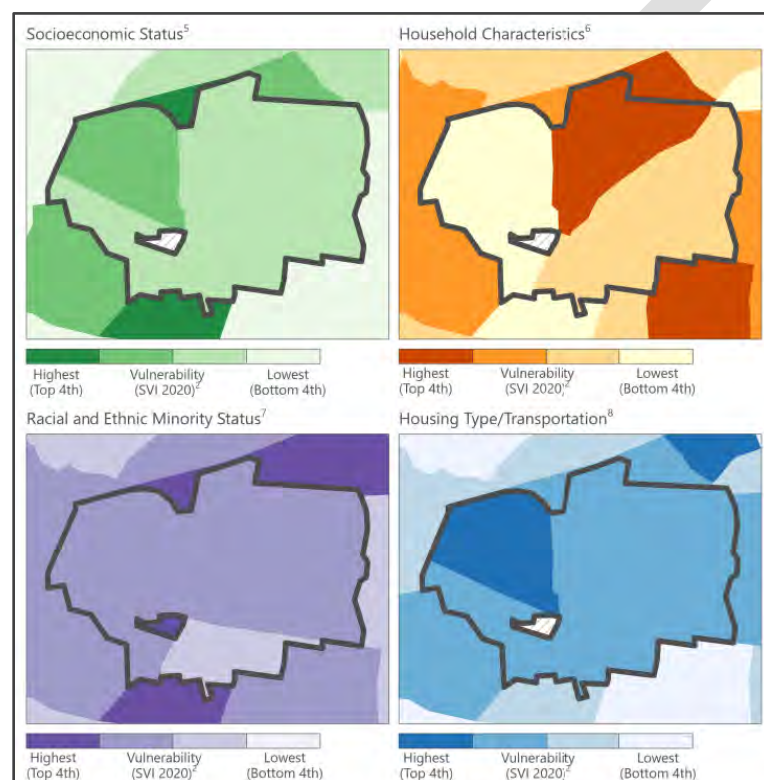 Socioeconomic Status5
Household Characteristics6
Highest
(Top 4th)
Vulnerability
(SVI 2020)2
Lowest
(Bottom 4th)
Highest
(Top 4th)
Vulnerability
(SVI 2020)2
Lowest
(Bottom 4th)
Racial and Ethnic Minority Status7
Housing Type/Transportation8
Highest
(Top 4th)
Vulnerability
(SVI 2020)2
Lowest
(Bottom 4th)
Highest
(Top 4th)
Vulnerability
(SVI 2020)2
Lowest
(Bottom 4th)